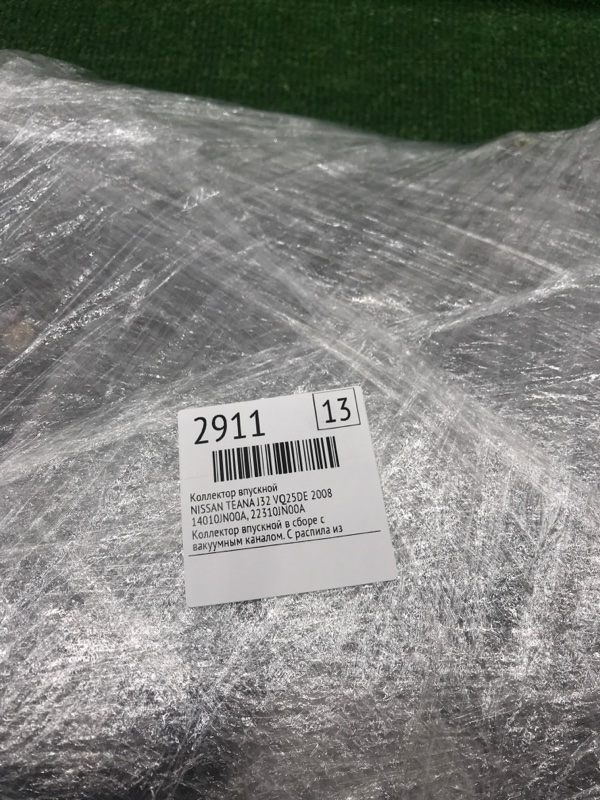 2911
13
Коллектор впускной
NISSAN TEANA J32 VQ25DE 2008
14010JN00A, 22310JN00A
Коллектор впускной в сборе с
вакуумным каналом. С распила из